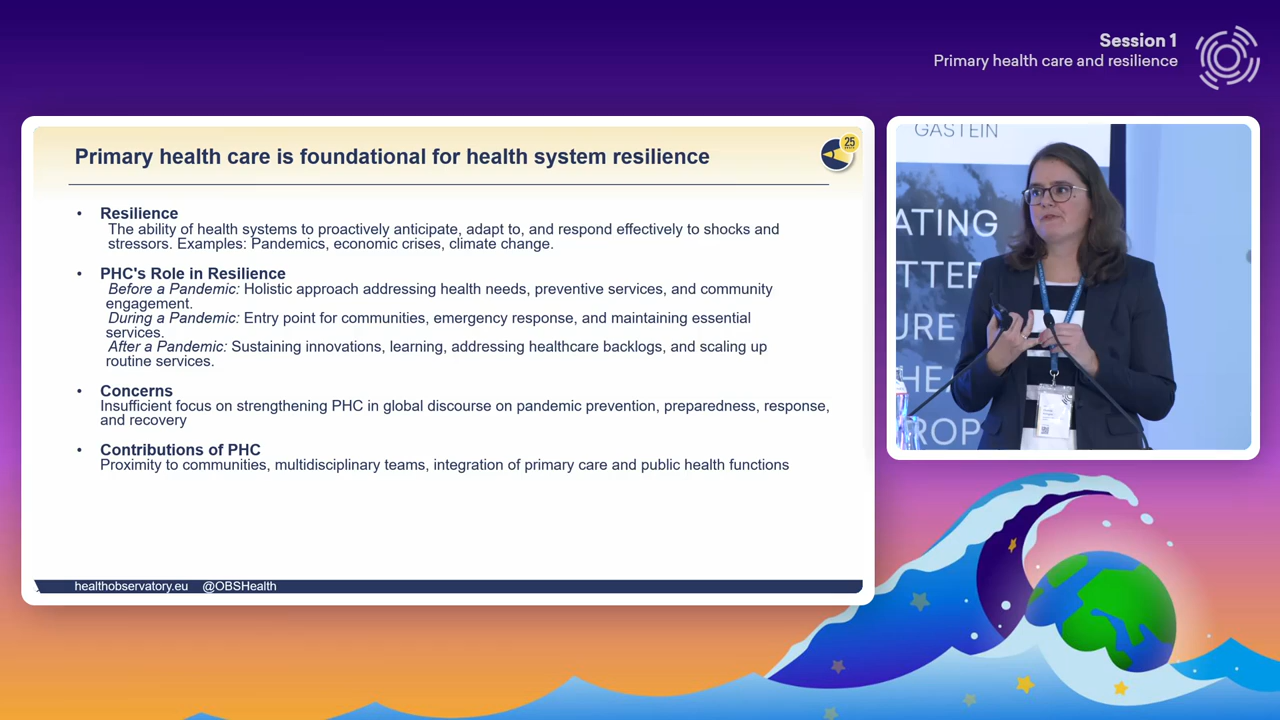 Session 1
Primary health care and resilience
Primary health care is foundational for health system resilience
25
• Resilience
The ability of health systems to proactively anticipate, adapt to, and respond effectively to shocks and
stressors. Examples: Pandemics, economic crises, climate change.
• PHC's Role in Resilience
Before a Pandemic: Holistic approach addressing health needs, preventive services, and community
engagement.
During a Pandemic: Entry point for communities, emergency response, and maintaining essential
services.
After a Pandemic: Sustaining innovations, learning, addressing healthcare backlogs, and scaling up
routine services.
• Concerns
Insufficient focus on strengthening PHC in global discourse on pandemic prevention, preparedness, response,
and recovery
• Contributions of PHC
Proximity to communities, multidisciplinary teams, integration of primary care and public health functions
healthobservatory.eu @OBSHealth
GASTEIN
ATING
TTER
URE
HEA
ROP